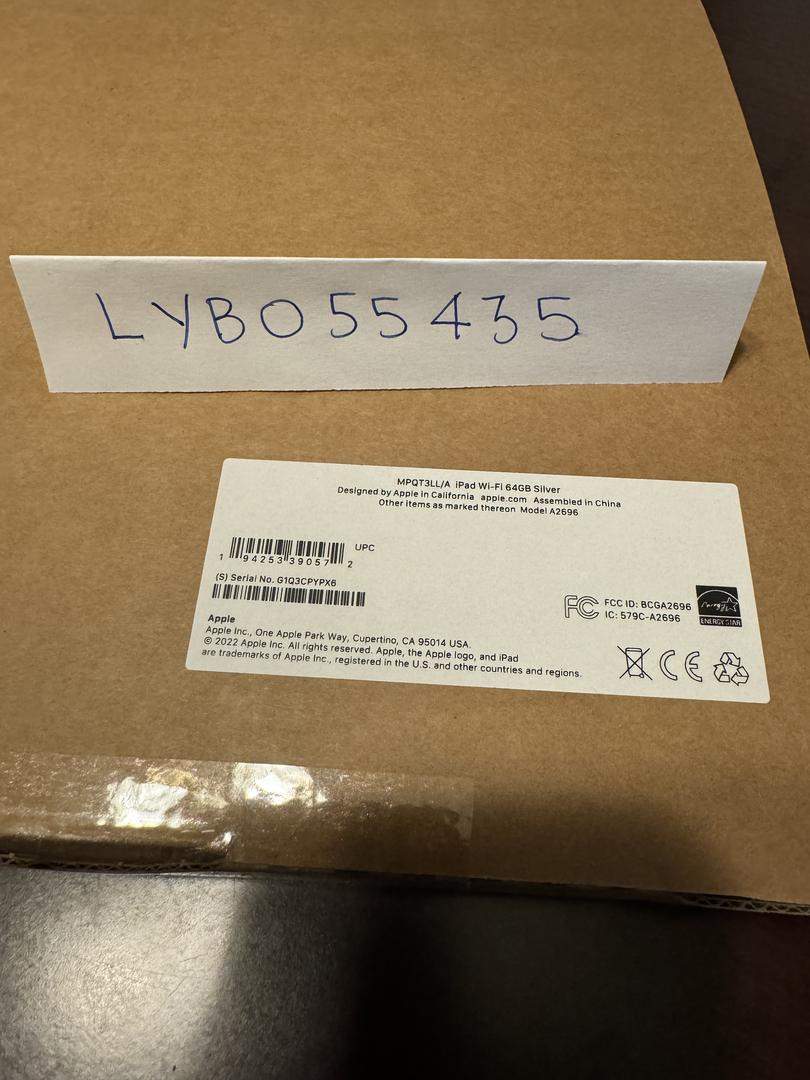 LYB055435
MPQT3LL/A iPad Wi-Fi 64GB Silver
Designed by Apple in California apple.com Assembled in China
Other items as marked thereon Model A2696
UPC
1 94253 39057 2
(S) Serial No. G1Q3CPYPX6
Apple
Apple Inc., One Apple Park Way, Cupertino, CA 95014 USA.
© 2022 Apple Inc. All rights reserved. Apple, the Apple logo, and iPad
are trademarks of Apple Inc., registered in the U.S. and other countries and regions.
FC FCC ID: BCGA2696
IC: 579C-A2696
energy
ENERGY STAR
CE